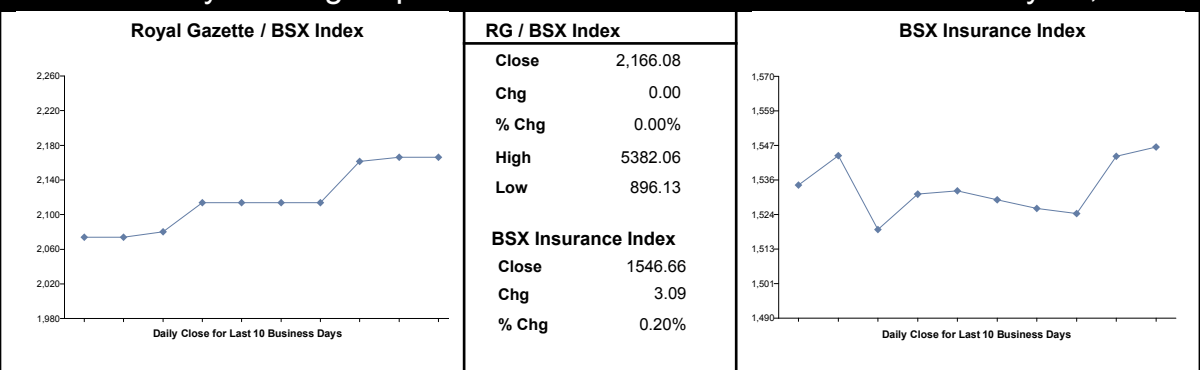 Royal Gazette / BSX Index
2,260
2,220
2,180
2,140
2,100
2,060
2,020
1,980
Daily Close for Last 10 Business Days
RG / BSX Index
Close 2,166.08
Chg 0.00
% Chg 0.00%
High 5382.06
Low 896.13
BSX Insurance Index
Close 1546.66
Chg 3.09
% Chg 0.20%
BSX Insurance Index
1,570
1,559
1,547
1,536
1,524
1,513
1,501
1,490
Daily Close for Last 10 Business Days